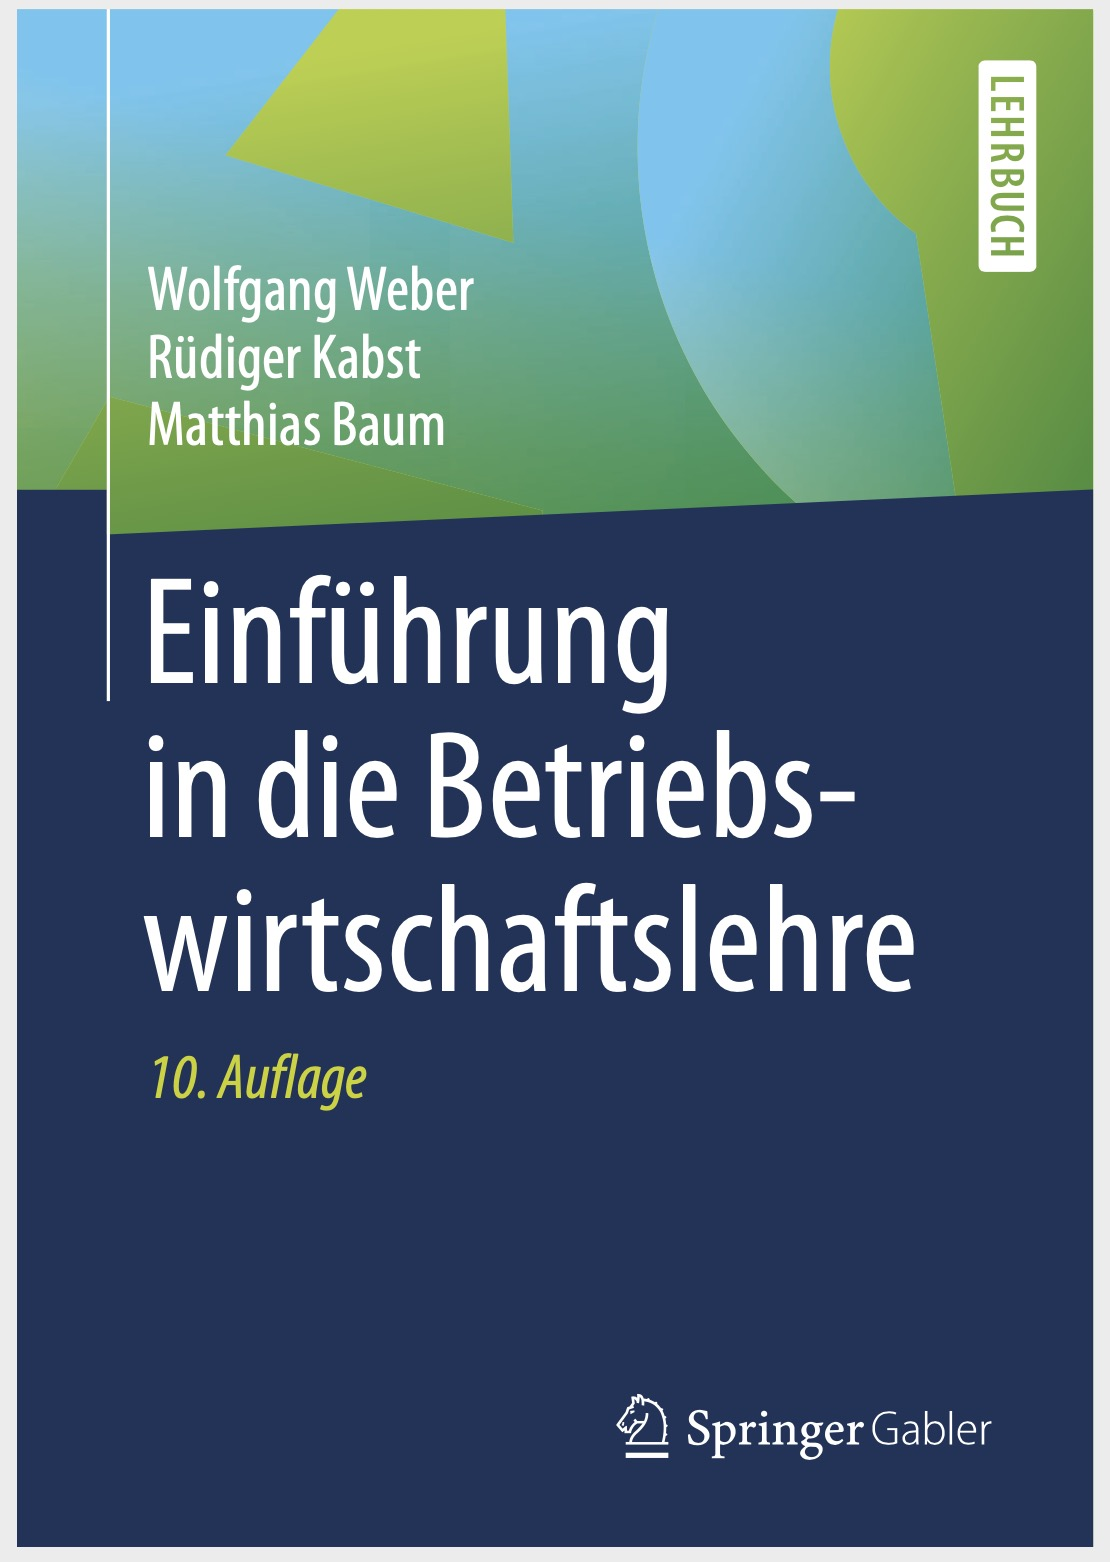 LEHRBUCH
Wolfgang Weber
Rüdiger Kabst
Matthias Baum
Einführung
in die Betriebs-
wirtschaftslehre
10. Auflage
Springer Gabler